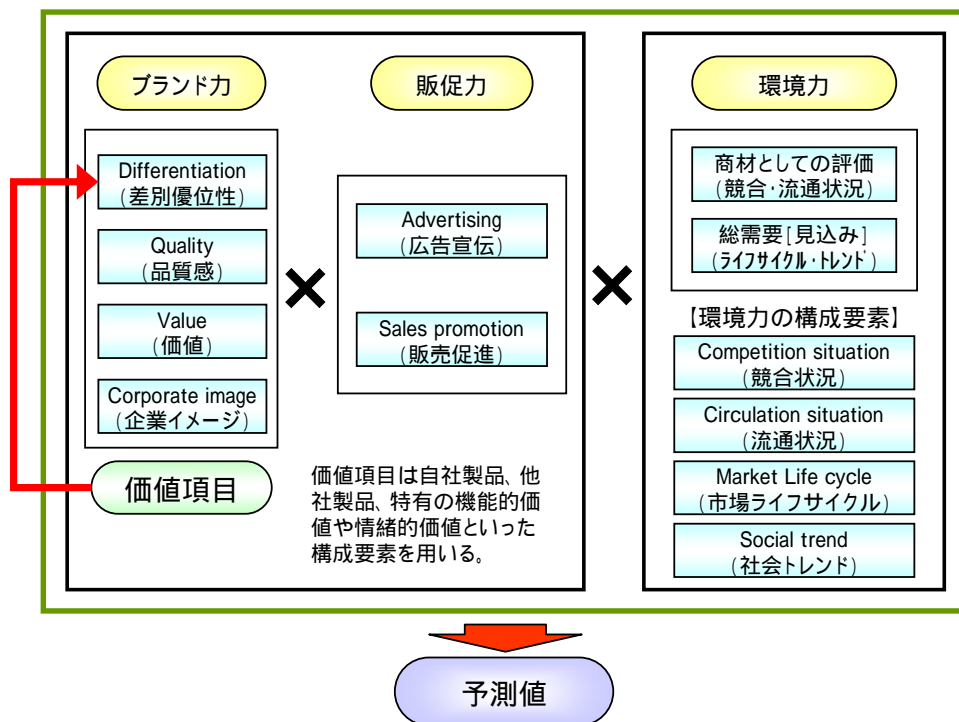 ブランド力
Differentiation
(差別優位性)
Quality
(品質感)
Value
(価値)
Corporate image
(企業イメージ)
価値項目
×
販促力
Advertising
(広告宣伝)
Sales promotion
(販売促進)
価値項目は自社製品、他
社製品、特有の機能的価
値や情緒的価値といった
構成要素を用いる。
×
環境力
商材としての評価
(競合・流通状況)
総需要[見込み]
(ライフサイクル・トレンド)
【環境力の構成要素】
Competition situation
(競合状況)
Circulation situation
(流通状況)
Market Life cycle
(市場ライフサイクル)
Social trend
(社会トレンド)
予測値